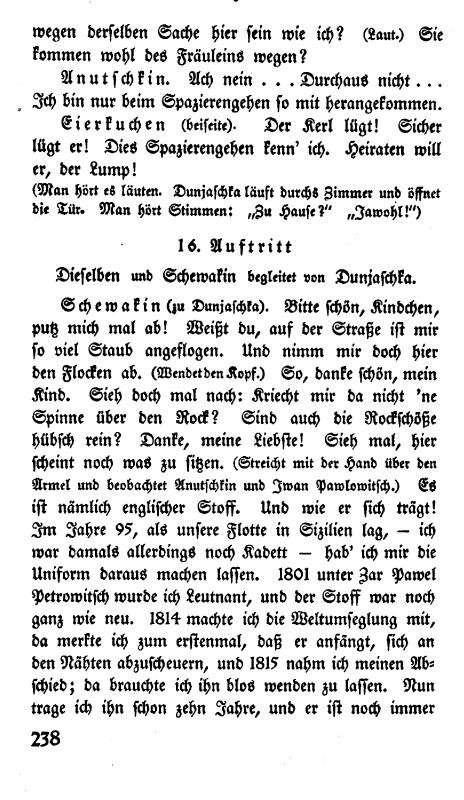 wegen derselben Sache hier sein wie ich? (Laut.) Sie
kommen wohl des Fräuleins wegen?
Anutschkin. Ach nein . . . Durchaus nicht . . .
Ich bin nur beim Spazierengehen so mit herangekommen.
Eierkuchen (beiseite). Der Kerl lügt! Sicher
lügt er! Dies Spazierengehen kenn' ich. Heiraten will
er, der Lump!
(Man hört es läuten. Dunjaschka läuft durchs Zimmer und öffnet
die Tür. Man hört Stimmen: „Zu Hause?“ „Jawohl!“)
16. Auftritt
Dieselben und Schewakin begleitet von Dunjaschka.
Schewakin (zu Dunjaschka). Bitte schön, Kindchen,
putz mich mal ab! Weißt du, auf der Straße ist mir
so viel Staub angeflogen. Und nimm mir doch hier
den Flocken ab. (Wendet den Kopf.) So, danke schön, mein
Kind. Sieh doch mal nach: Kriecht mir da nicht 'ne
Spinne über den Rock? Sind auch die Rockschöße
hübsch rein? Danke, meine Liebste! Sieh mal, hier
scheint noch was zu sitzen. (Streicht mit der Hand über den
Ärmel und beobachtet Anutschkin und Iwan Pawlowitsch.) Es
ist nämlich englischer Stoff. Und wie er sich trägt!
Im Jahre 95, als unsere Flotte in Sizilien lag, — ich
war damals allerdings noch Kadett — hab' ich mir die
Uniform daraus machen lassen. 1801 unter Zar Pawel
Petrowitsch wurde ich Leutnant, und der Stoff war noch
ganz wie neu. 1814 machte ich die Weltumseglung mit,
da merkte ich zum erstenmal, daß er anfängt, sich an
den Nähten abzuscheuern, und 1815 nahm ich meinen Ab-
schied; da brauchte ich ihn blos wenden zu lassen. Nun
trage ich ihn schon zehn Jahre, und er ist noch immer
238